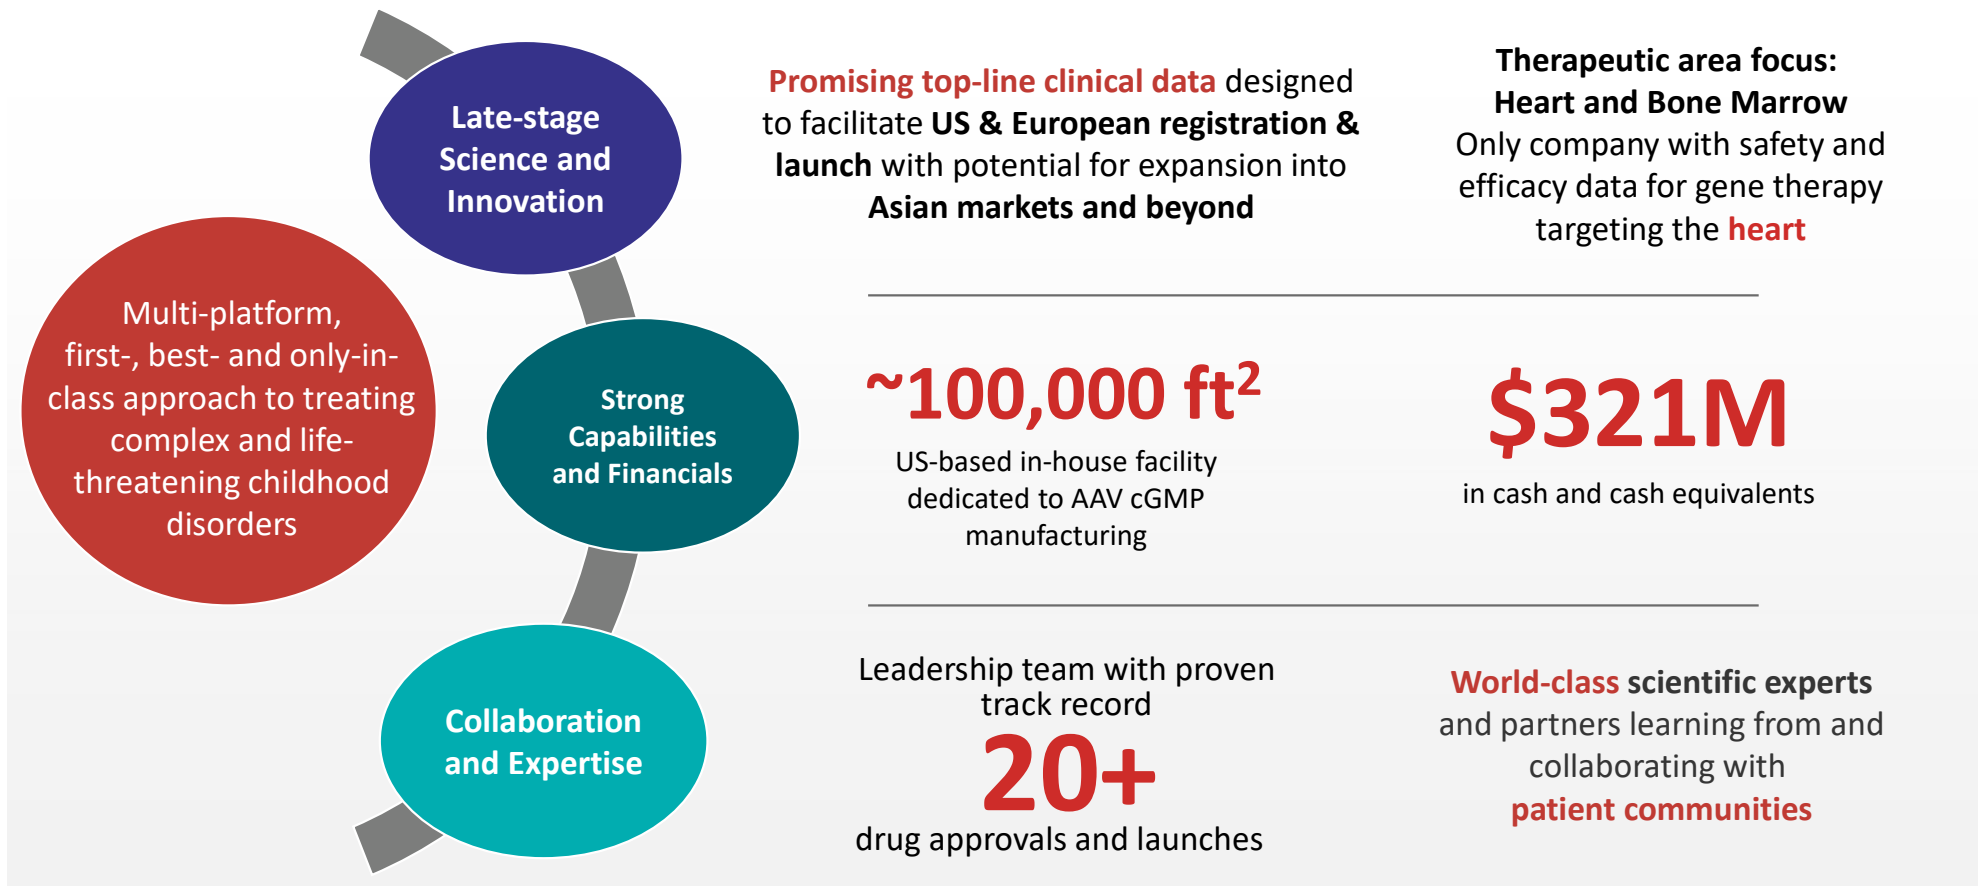 Multi-platform,
first-, best- and only-in-
class approach to treating
complex and life-
threatening childhood
disorders
Late-stage
Science and
Innovation
Promising top-line clinical data designed
to facilitate US & European registration &
launch with potential for expansion into
Asian markets and beyond
Therapeutic area focus:
Heart and Bone Marrow
Only company with safety and
efficacy data for gene therapy
targeting the heart
Strong
Capabilities
and Financials
~100,000 ft²
US-based in-house facility
dedicated to AAV cGMP
manufacturing
$321M
in cash and cash equivalents
Collaboration
and Expertise
Leadership team with proven
track record
20+
drug approvals and launches
World-class scientific experts
and partners learning from and
collaborating with
patient communities